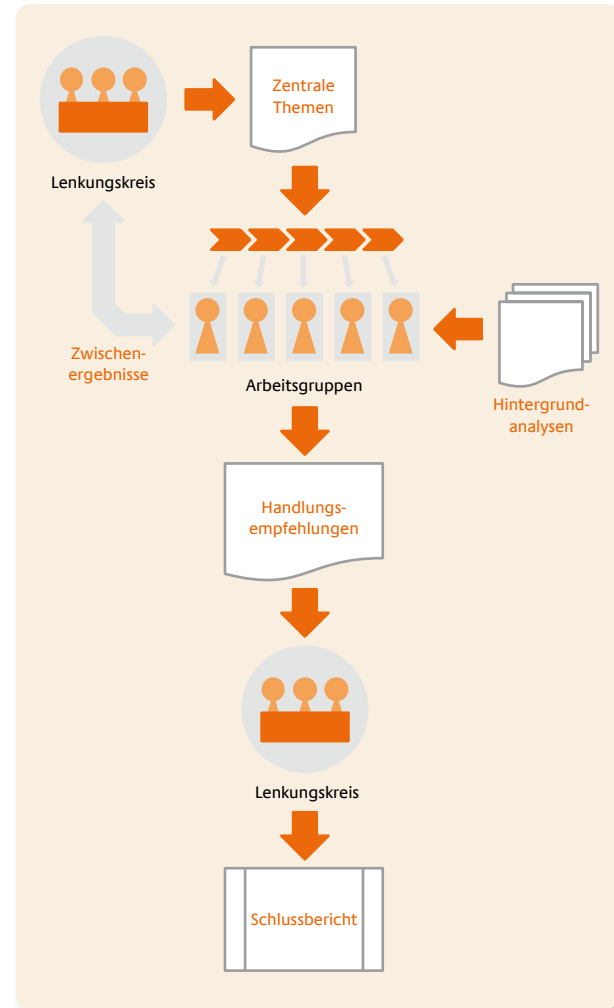 Zentrale
Themen
Lenkungskreis
Zwischen-
ergebnisse
Arbeitsgruppen
Hintergrund-
analysen
Handlungs-
empfehlungen
Lenkungskreis
Schlussbericht